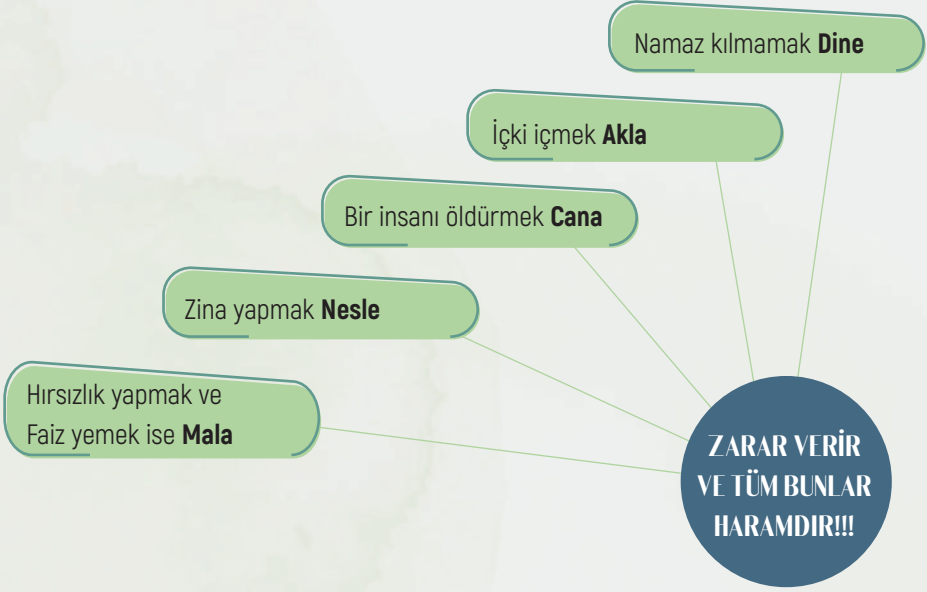 Namaz kılmamak Dine
İçki içmek Akla
Bir insanı öldürmek Cana
Zina yapmak Nesle
Hırsızlık yapmak ve
Faiz yemek ise Mala
ZARAR VERİR
VE TÜM BUNLAR
HARAMDIR!!!